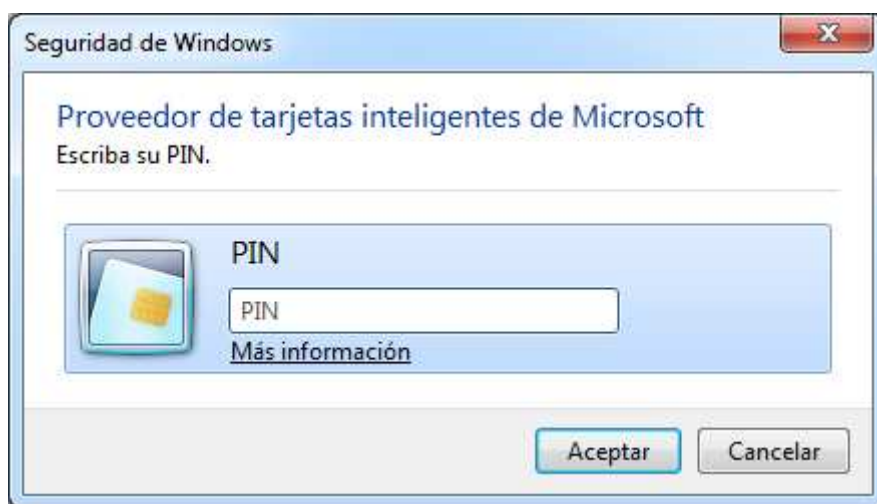 Seguridad de Windows
Proveedor de tarjetas inteligentes de Microsoft
Escriba su PIN.
PIN
PIN
Más información
Aceptar
Cancelar